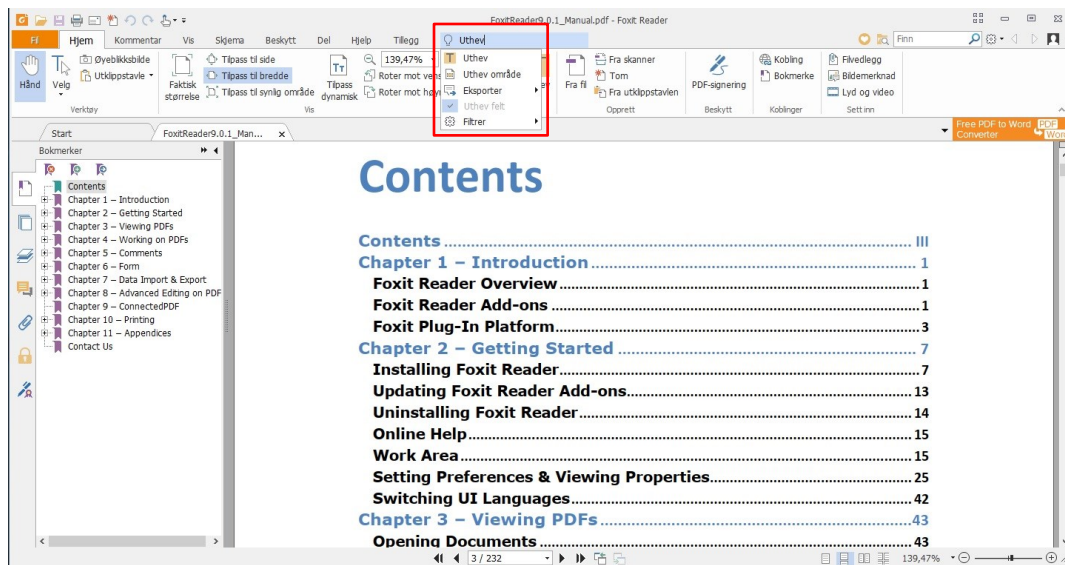 FoxitReader9.0.1_Manual.pdf - Foxit Reader
Fil Hjem Kommentar Vis Skjema Beskytt Del Hjelp Tillegg Uthev Finn
Hånd
Velg
Øyeblikksbilde
Utklippstavle
Verktøy
Faktisk
størrelse
Tilpass til side
Tilpass til bredde
Tilpass til synlig område
Tilpass
dynamisk
139,47%
Roter mot
Roter mot
Vis
Uthev
Uthev område
Eksporter
Uthev felt
Filtrer
Fra fil
Fra skanner
Tom
Fra utklippstavlen
Opprett
PDF-signering
Beskytt
Kobling
Bokmerke
Koblinger
Filvedlegg
Bildemerknad
Lyd og video
Sett inn
Start FoxitReader9.0.1_Man...
Free PDF to Word
Converter
PDF
Bokmerker
Contents
Chapter 1 – Introduction
Chapter 2 – Getting Started
Chapter 3 – Viewing PDFs
Chapter 4 – Working on PDFs
Chapter 5 – Comments
Chapter 6 – Form
Chapter 7 – Data Import & Export
Chapter 8 – Advanced Editing on PDF
Chapter 9 – ConnectedPDF
Chapter 10 – Printing
Chapter 11 – Appendices
Contact Us
Contents
Contents ........ III
Chapter 1 – Introduction ........ 1
Foxit Reader Overview ........ 1
Foxit Reader Add-ons ........ 1
Foxit Plug-In Platform ........ 3
Chapter 2 – Getting Started ........ 7
Installing Foxit Reader ........ 7
Updating Foxit Reader Add-ons ........ 13
Uninstalling Foxit Reader ........ 14
Online Help ........ 15
Work Area ........ 15
Setting Preferences & Viewing Properties ........ 25
Switching UI Languages ........ 42
Chapter 3 – Viewing PDFs ........ 43
Opening Documents ........ 43
3 / 232
139,47%